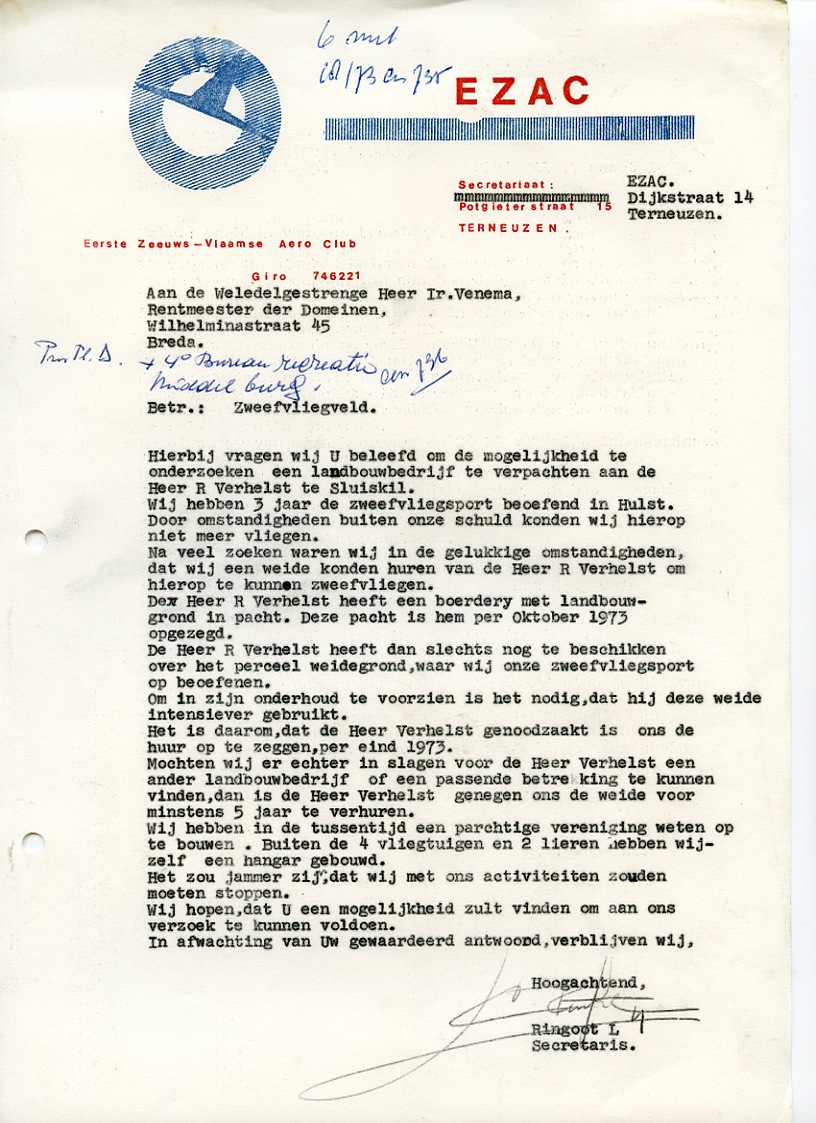 6 mrt
EZAC
Secretariaat:
mmmmmmmmmmmmmmmmm
Potgieterstraat 15
TERNEUZEN.
EZAC.
Dijkstraat 14
Terneuzen.
Eerste Zeeuws-Vlaamse Aero Club
Giro 746221
Aan de Weledelgestrenge Heer Ir.Venema,
Rentmeester der Domeinen,
Wilhelminastraat 45
Breda.
+ 4e Bureau recreatie
Middelburg.
Betr.: Zweefvliegveld.
Hierbij vragen wij U beleefd om de mogelijkheid te
onderzoeken een landbouwbedrijf te verpachten aan de
Heer R Verhelst te Sluiskil.
Wij hebben 3 jaar de zweefvliegsport beoefend in Hulst.
Door omstandigheden buiten onze schuld konden wij hierop
niet meer vliegen.
Na veel zoeken waren wij in de gelukkige omstandigheden,
dat wij een weide konden huren van de Heer R Verhelst om
hierop te kunnen zweefvliegen.
Dex Heer R Verhelst heeft een boerdery met landbouw-
grond in pacht. Deze pacht is hem per Oktober 1973
opgezegd.
De Heer R Verhelst heeft dan slechts nog te beschikken
over het perceel weidegrond,waar wij onze zweefvliegsport
op beoefenen.
Om in zijn onderhoud te voorzien is het nodig,dat hij deze weide
intensiever gebruikt.
Het is daarom,dat de Heer Verhelst genoodzaakt is ons de
huur op te zeggen,per eind 1973.
Mochten wij er echter in slagen voor de Heer Verhelst een
ander landbouwbedrijf of een passende betre king te kunnen
vinden,dan is de Heer Verhelst genegen ons de weide voor
minstens 5 jaar te verhuren.
Wij hebben in de tussentijd een parchtige vereniging weten op
te bouwen . Buiten de 4 vliegtuigen en 2 lieren hebben wij-
zelf een hangar gebouwd.
Het zou jammer zij,dat wij met ons activiteiten zouden
moeten stoppen.
Wij hopen,dat U een mogelijkheid zult vinden om aan ons
verzoek te kunnen voldoen.
In afwachting van Uw gewaardeerd antwoord,verblijven wij,
Hoogachtend,
Ringoot L
Secretaris.